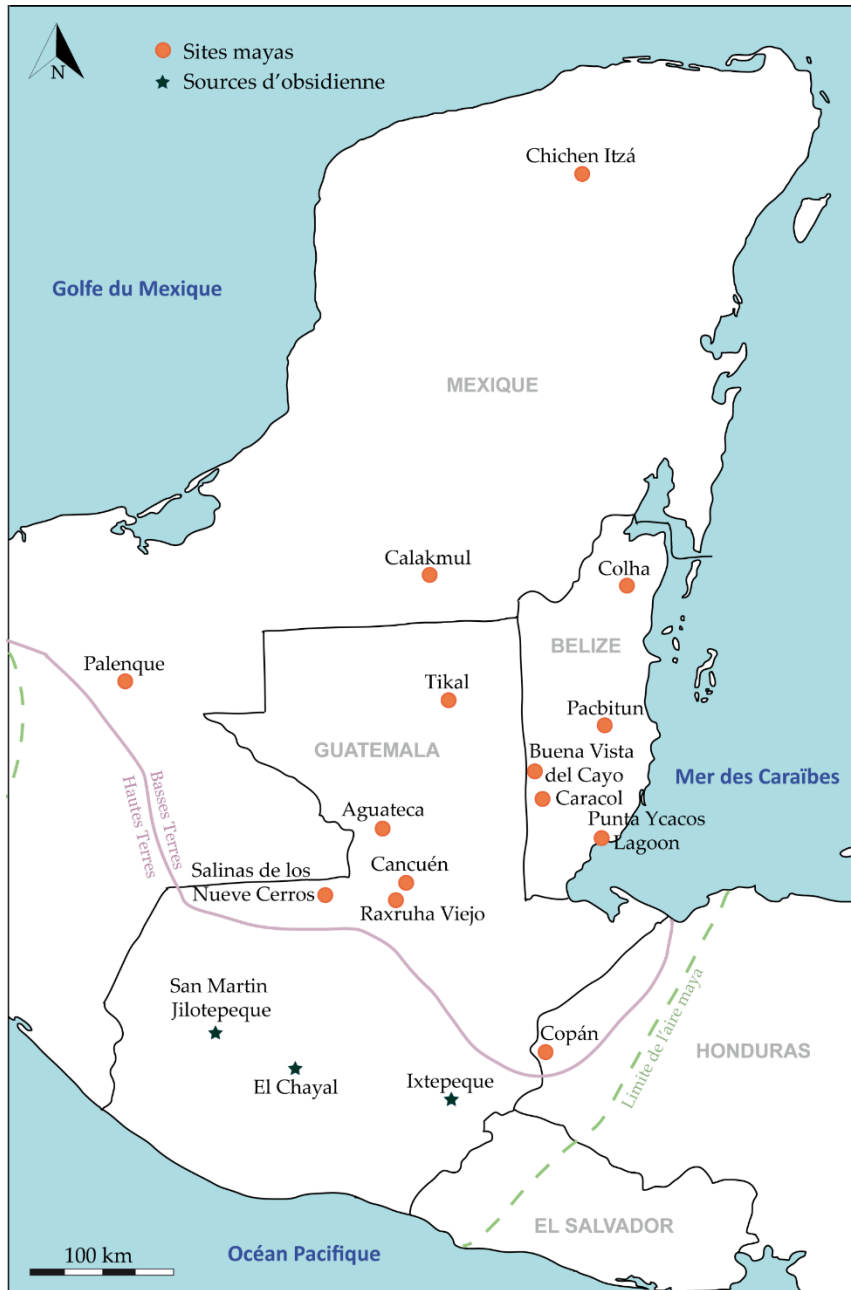 N
Sites mayas
Sources d'obsidienne
Chichen Itzá
Golfe du Mexique
MEXIQUE
Calakmul
Colha
BELIZE
Palenque
Tikal
Pacbitun
GUATEMALA
Buena Vista
del Cayo
Mer des Caraïbes
Caracol
Basses Terres
Hautes Terres
Aguateca
Punta Ycacos
Lagoon
Salinas de los
Nueve Cerros
Cancuén
Raxruha Viejo
San Martin
Jilotepeque
Copán
HONDURAS
Limite de l'aire maya
El Chayal
Ixtepeque
EL SALVADOR
100 km
Océan Pacifique